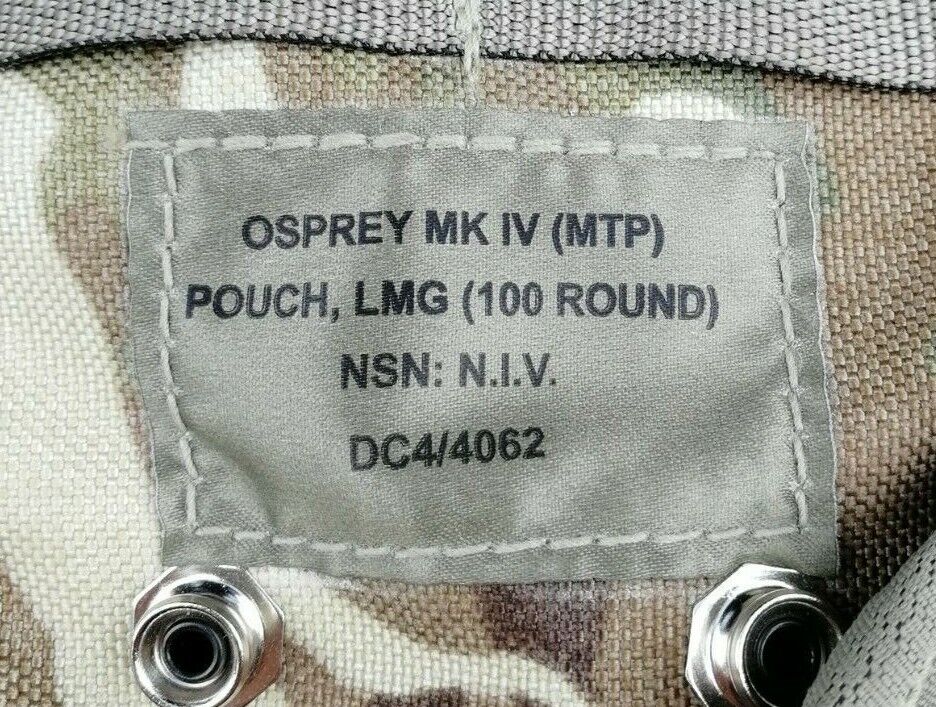 OSPREY MK IV (MTP)
POUCH, LMG (100 ROUND)
NSN: N.I.V.
DC4/4062